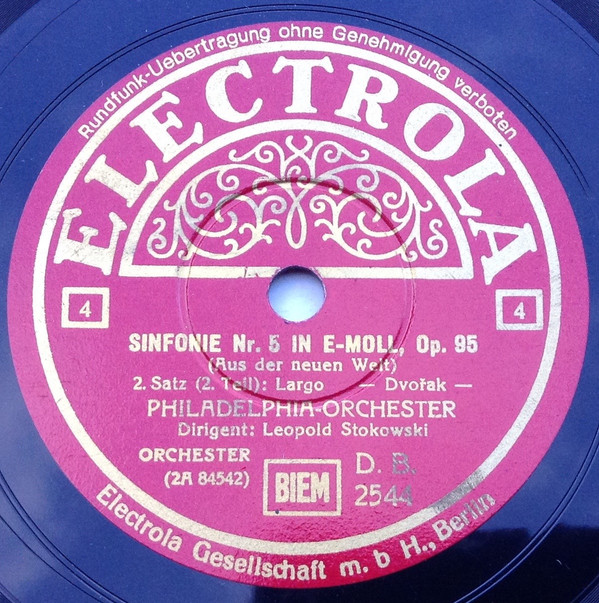 Rundfunk-Uebertragung ohne Genehmigung verboten
ELECTROLA
4 4
SINFONIE Nr. 5 IN E-MOLL, Op. 95
(Aus der neuen Welt)
2. Satz (2. Teil): Largo — Dvořak —
PHILADELPHIA-ORCHESTER
Dirigent: Leopold Stokowski
ORCHESTER D. B.
(2A 84542) BIEM 2544
Electrola Gesellschaft m. b H., Berlin